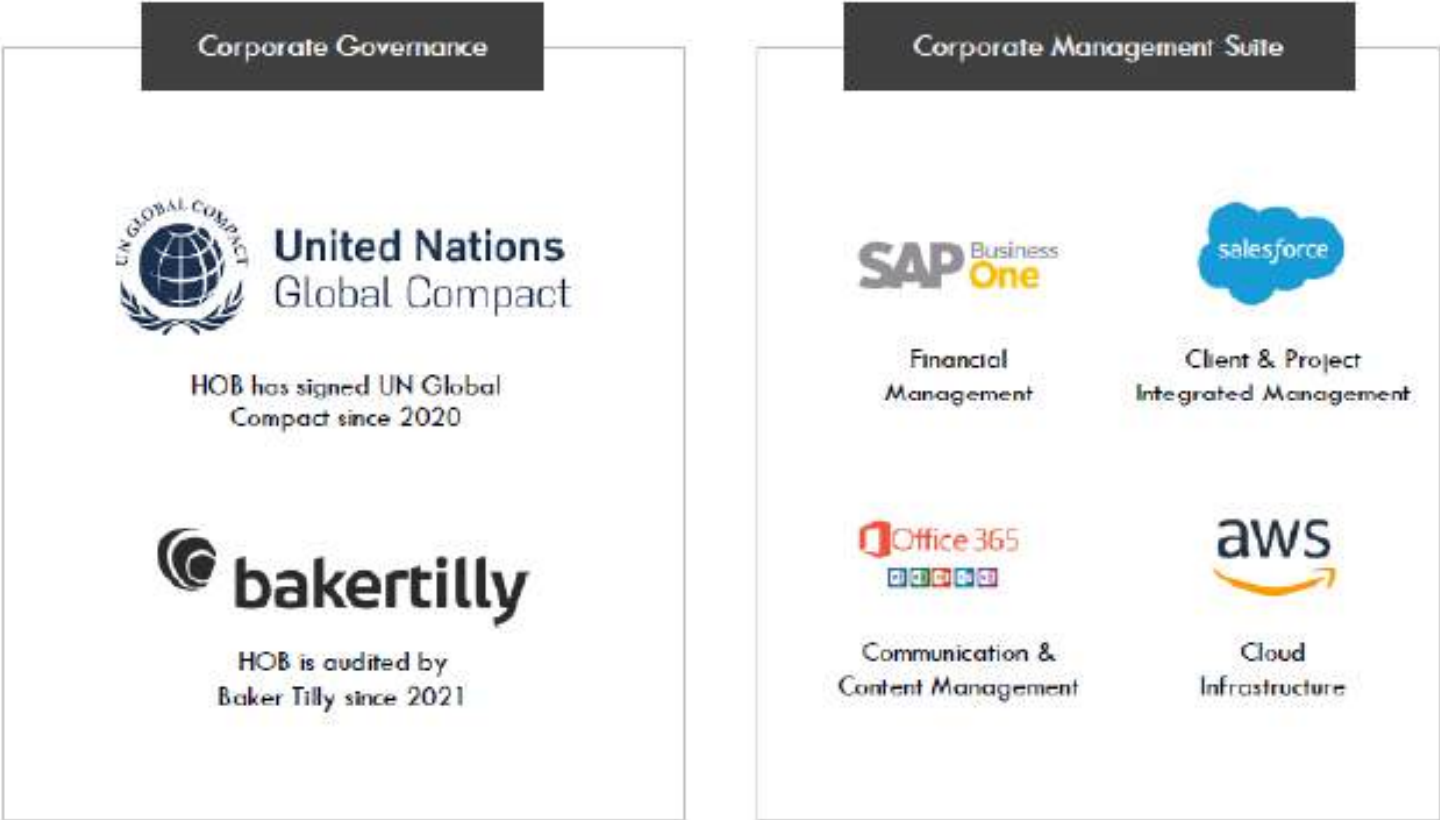 Corporate Governance
UN GLOBAL COMPACT
United Nations
Global Compact
HOB has signed UN Global
Compact since 2020
bakertilly
HOB is audited by
Baker Tilly since 2021
Corporate Management Suite
SAP Business One
Financial
Management
salesforce
Client & Project
Integrated Management
Office 365
Communication &
Content Management
aws
Cloud
Infrastructure